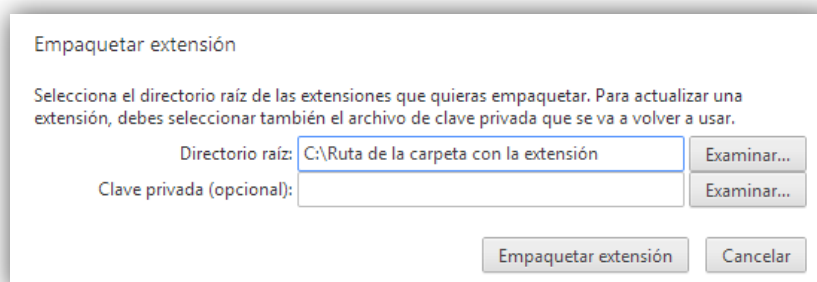 Empaquetar extensión
Selecciona el directorio raíz de las extensiones que quieras empaquetar. Para actualizar una
extensión, debes seleccionar también el archivo de clave privada que se va a volver a usar.
Directorio raíz: C:\Ruta de la carpeta con la extensión Examinar...
Clave privada (opcional): Examinar...
Empaquetar extensión Cancelar